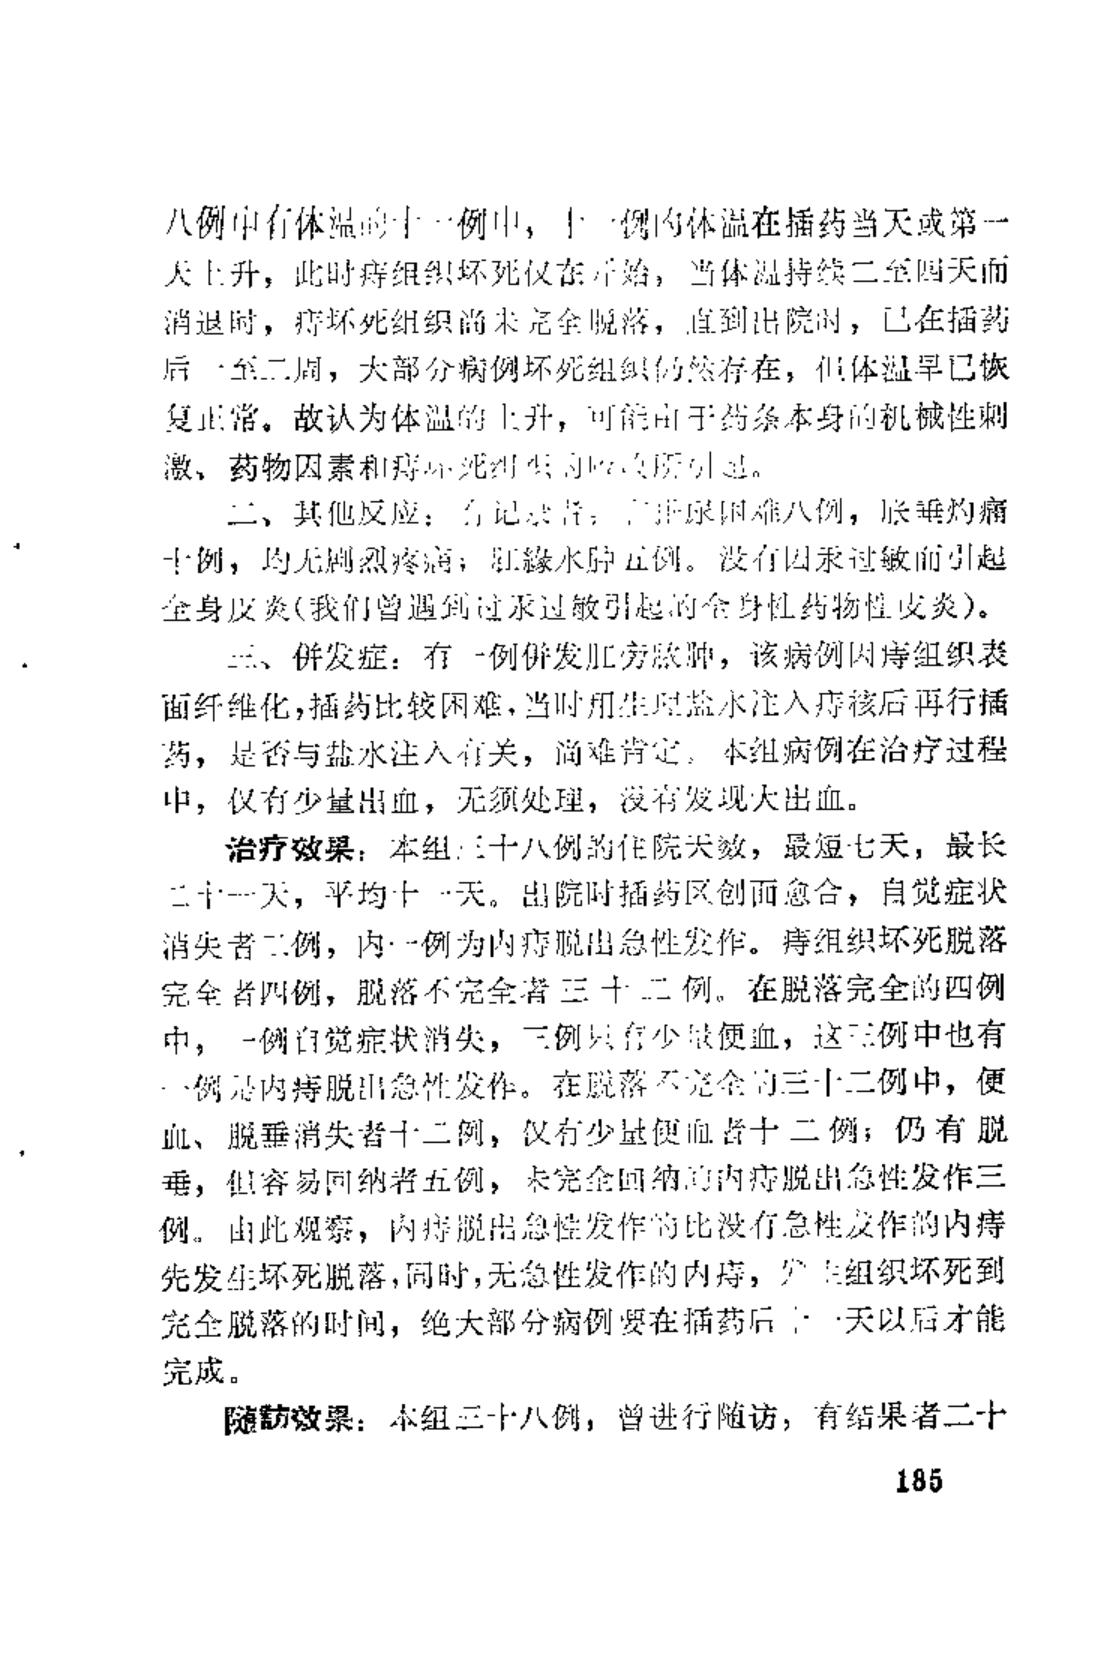 八例中有体温的十一例中，十一例的体温在插药当天或第一
天上升，此时痔组织坏死仅在开始，当体温持续二至四天而
消退时，痔坏死组织尚未完全脱落，直到出院时，已在插药
后一至二周，大部分病例坏死组织仍然存在，但体温早已恢
复正常。故认为体温的上升，可能由于药条本身的机械性刺
激、药物因素和痔坏死组织的吸收所引起。
二、其他反应：有记录者，排尿困难八例，胀垂灼痛
十例，均无剧烈疼痛；肛緣水肿五例。没有因汞过敏而引起
全身皮炎（我们曾遇到过汞过敏引起的全身性药物性皮炎）。
三、併发症：有一例併发肛旁脓肿，该病例因痔组织表
面纤维化，插药比较困难，当时用生理盐水注入痔核后再行插
药，是否与盐水注入有关，尚难肯定。本组病例在治疗过程
中，仅有少量出血，无须处理，没有发现大出血。
治疗效果：本组三十八例的住院天数，最短七天，最长
二十一天，平均十一天。出院时插药区创面愈合，自觉症状
消失者二例，内一例为内痔脱出急性发作。痔组织坏死脱落
完全者四例，脱落不完全者三十二例。在脱落完全的四例
中，一例自觉症状消失，三例只有少量便血，这三例中也有
一例是内痔脱出急性发作。在脱落不完全的三十二例中，便
血、脱垂消失者十二例，仅有少量便血者十二例；仍有脱
垂，但容易回纳者五例，未完全回纳的内痔脱出急性发作三
例。由此观察，内痔脱出急性发作的比没有急性发作的内痔
先发生坏死脱落，同时，无急性发作的内痔，发生组织坏死到
完全脱落的时间，绝大部分病例要在插药后十一天以后才能
完成。
随訪效果：本组三十八例，曾进行随访，有结果者二十
185